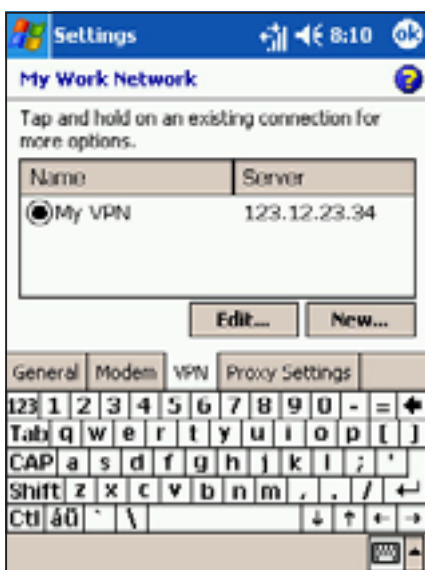 Settings 8:10 ok
My Work Network ?
Tap and hold on an existing connection for
more options.
Name Server
My VPN 123.12.23.34
Edit... New...
General Modem VPN Proxy Settings
123 1 2 3 4 5 6 7 8 9 0 - =
Tab q w e r t y u i o p [ ]
CAP a s d f g h j k l ; '
Shift z x c v b n m , . /
Ctl áü ` \